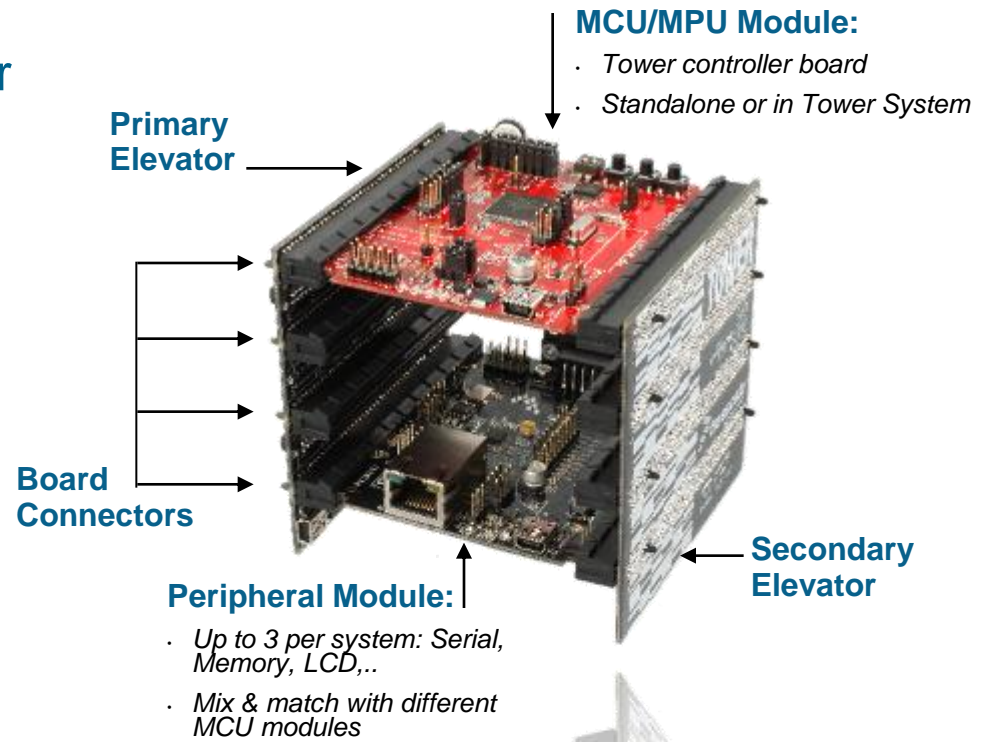 r
MCU/MPU Module:
· Tower controller board
· Standalone or in Tower System
Primary
Elevator
Board
Connectors
TOWER
Secondary
Elevator
Peripheral Module:
· Up to 3 per system: Serial,
Memory, LCD,..
· Mix & match with different
MCU modules